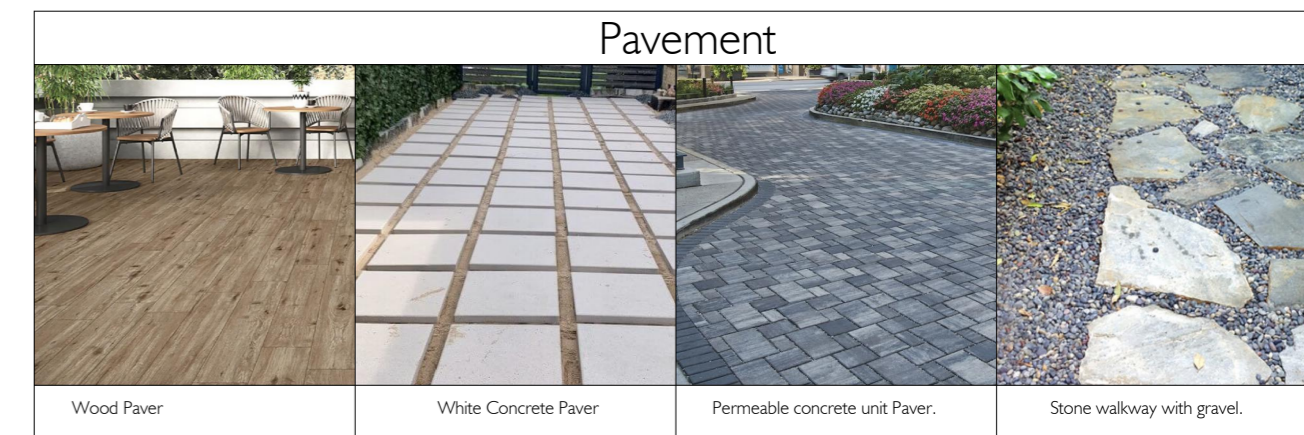 Pavement
Wood Paver
White Concrete Paver
Permeable concrete unit Paver.
Stone walkway with gravel.